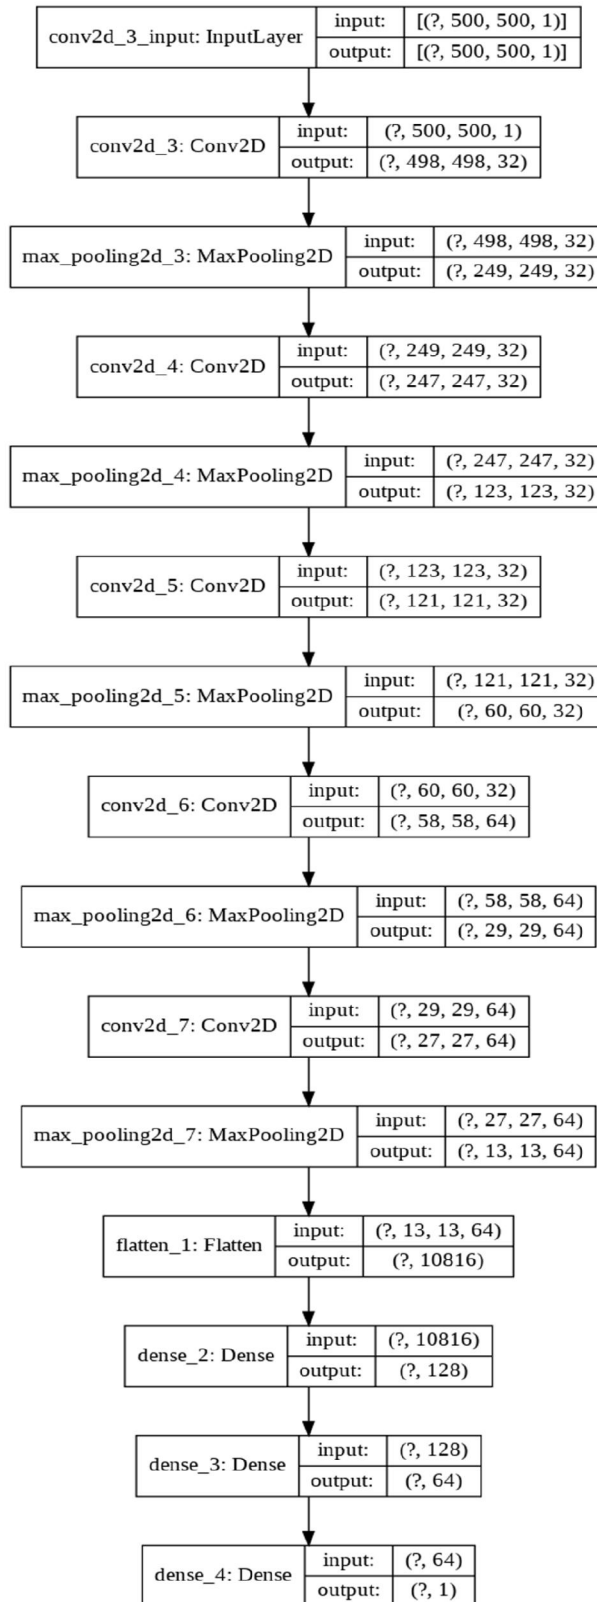 conv2d_3_input: InputLayer
input: [(?, 500, 500, 1)]
output: [(?, 500, 500, 1)]
conv2d_3: Conv2D
input: (?, 500, 500, 1)
output: (?, 498, 498, 32)
max_pooling2d_3: MaxPooling2D
input: (?, 498, 498, 32)
output: (?, 249, 249, 32)
conv2d_4: Conv2D
input: (?, 249, 249, 32)
output: (?, 247, 247, 32)
max_pooling2d_4: MaxPooling2D
input: (?, 247, 247, 32)
output: (?, 123, 123, 32)
conv2d_5: Conv2D
input: (?, 123, 123, 32)
output: (?, 121, 121, 32)
max_pooling2d_5: MaxPooling2D
input: (?, 121, 121, 32)
output: (?, 60, 60, 32)
conv2d_6: Conv2D
input: (?, 60, 60, 32)
output: (?, 58, 58, 64)
max_pooling2d_6: MaxPooling2D
input: (?, 58, 58, 64)
output: (?, 29, 29, 64)
conv2d_7: Conv2D
input: (?, 29, 29, 64)
output: (?, 27, 27, 64)
max_pooling2d_7: MaxPooling2D
input: (?, 27, 27, 64)
output: (?, 13, 13, 64)
flatten_1: Flatten
input: (?, 13, 13, 64)
output: (?, 10816)
dense_2: Dense
input: (?, 10816)
output: (?, 128)
dense_3: Dense
input: (?, 128)
output: (?, 64)
dense_4: Dense
input: (?, 64)
output: (?, 1)